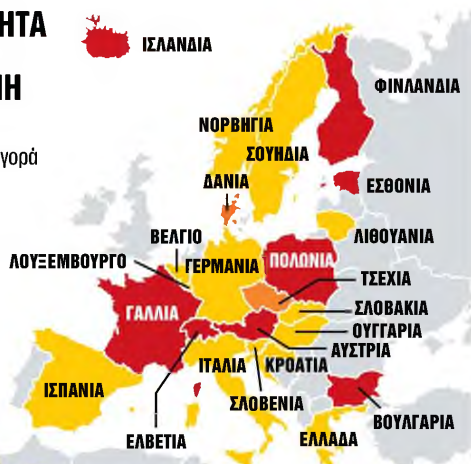 ΗΤΑ
ΙΣΛΑΝΔΙΑ
ΝΗ
ΦΙΝΛΑΝΔΙΑ
ΝΟΡΒΗΓΙΑ
γορά
ΣΟΥΗΔΙΑ
ΔΑΝΙΑ
ΕΣΘΟΝΙΑ
ΒΕΛΓΙΟ
ΛΙΘΟΥΑΝΙΑ
ΛΟΥΞΕΜΒΟΥΡΓΟ
ΓΕΡΜΑΝΙΑ
ΠΟΛΩΝΙΑ
ΤΣΕΧΙΑ
ΣΛΟΒΑΚΙΑ
ΓΑΛΛΙΑ
ΟΥΓΓΑΡΙΑ
ΑΥΣΤΡΙΑ
ΙΤΑΛΙΑ
ΚΡΟΑΤΙΑ
ΙΣΠΑΝΙΑ
ΣΛΟΒΕΝΙΑ
ΒΟΥΛΓΑΡΙΑ
ΕΛΒΕΤΙΑ
ΕΛΛΑΔΑ